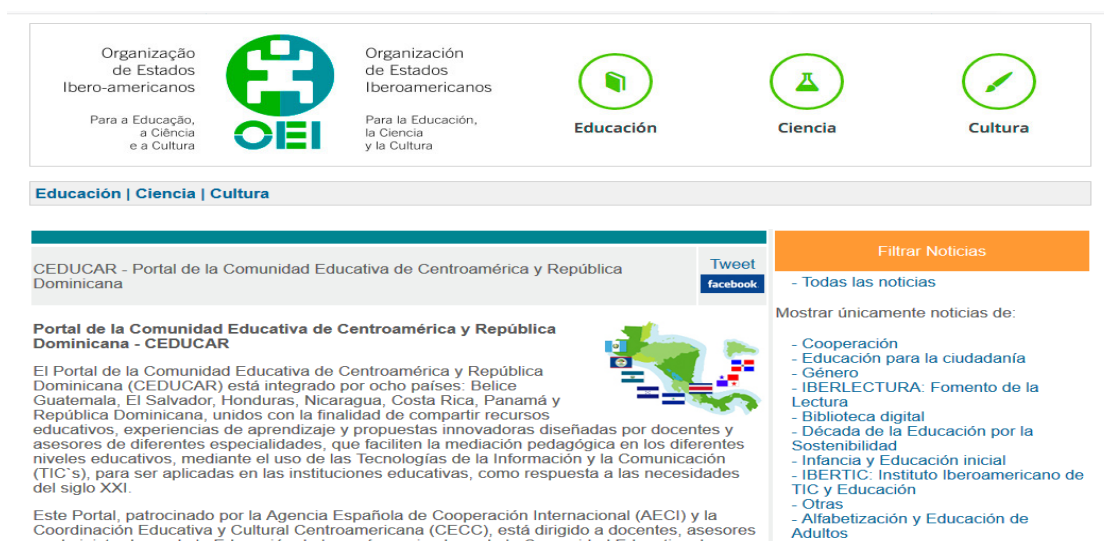 Organização
de Estados
Ibero-americanos
Para a Educação,
a Ciência
e a Cultura
OEI
Organización
de Estados
Iberoamericanos
Para la Educación,
la Ciencia
y la Cultura
Educación
Ciencia
Cultura
Educación | Ciencia | Cultura
CEDUCAR - Portal de la Comunidad Educativa de Centroamérica y República
Dominicana
Tweet
facebook
Portal de la Comunidad Educativa de Centroamérica y República
Dominicana - CEDUCAR
El Portal de la Comunidad Educativa de Centroamérica y República
Dominicana (CEDUCAR) está integrado por ocho países: Belice
Guatemala, El Salvador, Honduras, Nicaragua, Costa Rica, Panamá y
República Dominicana, unidos con la finalidad de compartir recursos
educativos, experiencias de aprendizaje y propuestas innovadoras diseñadas por docentes y
asesores de diferentes especialidades, que faciliten la mediación pedagógica en los diferentes
niveles educativos, mediante el uso de las Tecnologías de la Información y la Comunicación
(TIC`s), para ser aplicadas en las instituciones educativas, como respuesta a las necesidades
del siglo XXI.
Este Portal, patrocinado por la Agencia Española de Cooperación Internacional (AECI) y la
Coordinación Educativa y Cultural Centroamericana (CECC), está dirigido a docentes, asesores
Filtrar Noticias
- Todas las noticias
Mostrar únicamente noticias de:
- Cooperación
- Educación para la ciudadanía
- Género
- IBERLECTURA: Fomento de la
Lectura
- Biblioteca digital
- Década de la Educación por la
Sostenibilidad
- Infancia y Educación inicial
- IBERTIC: Instituto Iberoamericano de
TIC y Educación
- Otras
- Alfabetización y Educación de
Adultos